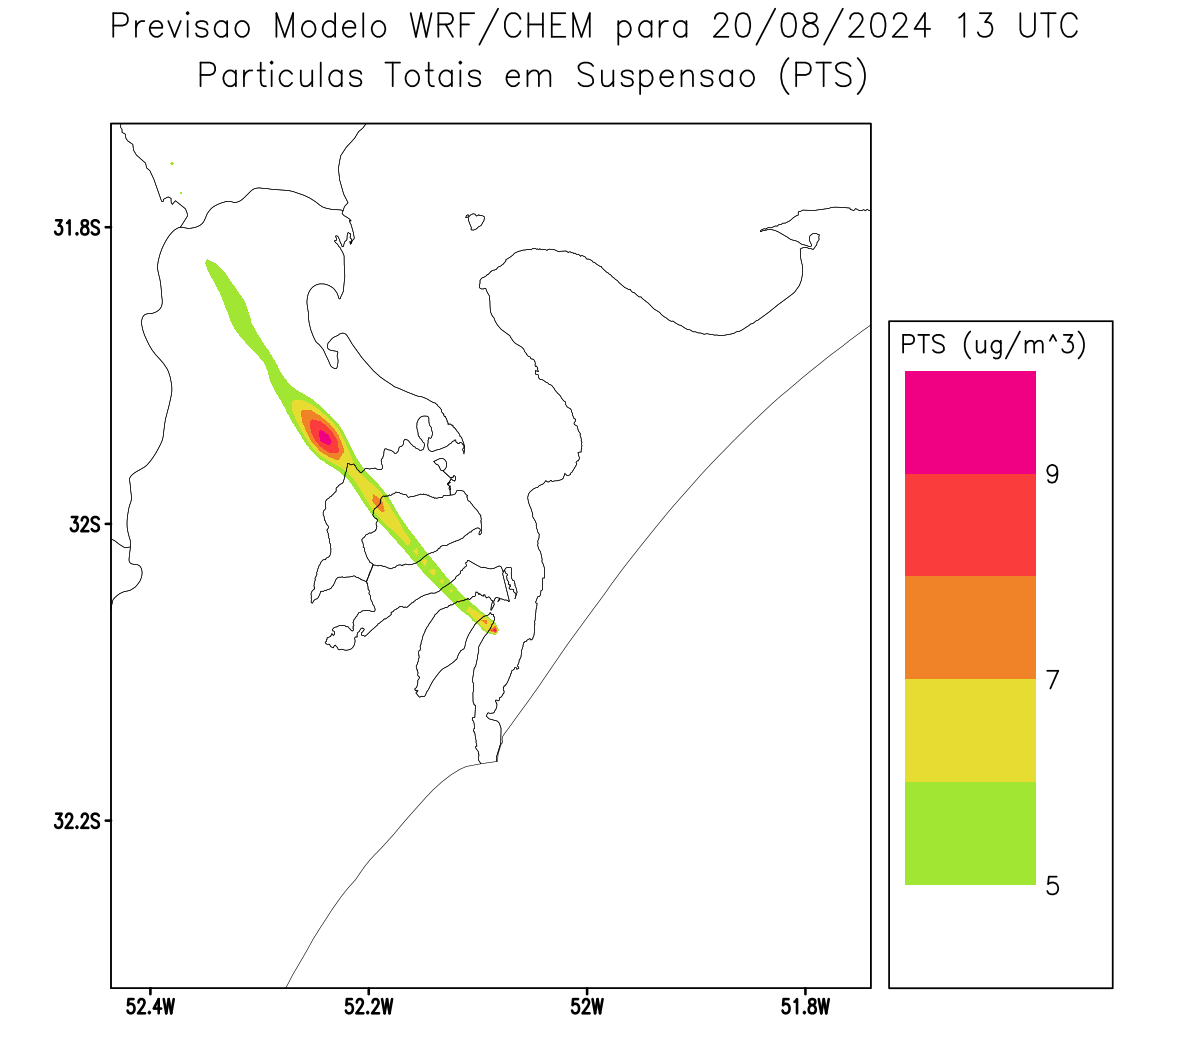 Previsao Modelo WRF/CHEM para 20/08/2024 13 UTC
Particulas Totais em Suspensao (PTS)
31.8S
32S
32.2S
52.4W
52.2W
52W
51.8W
PTS (ug/m^3)
9
7
5